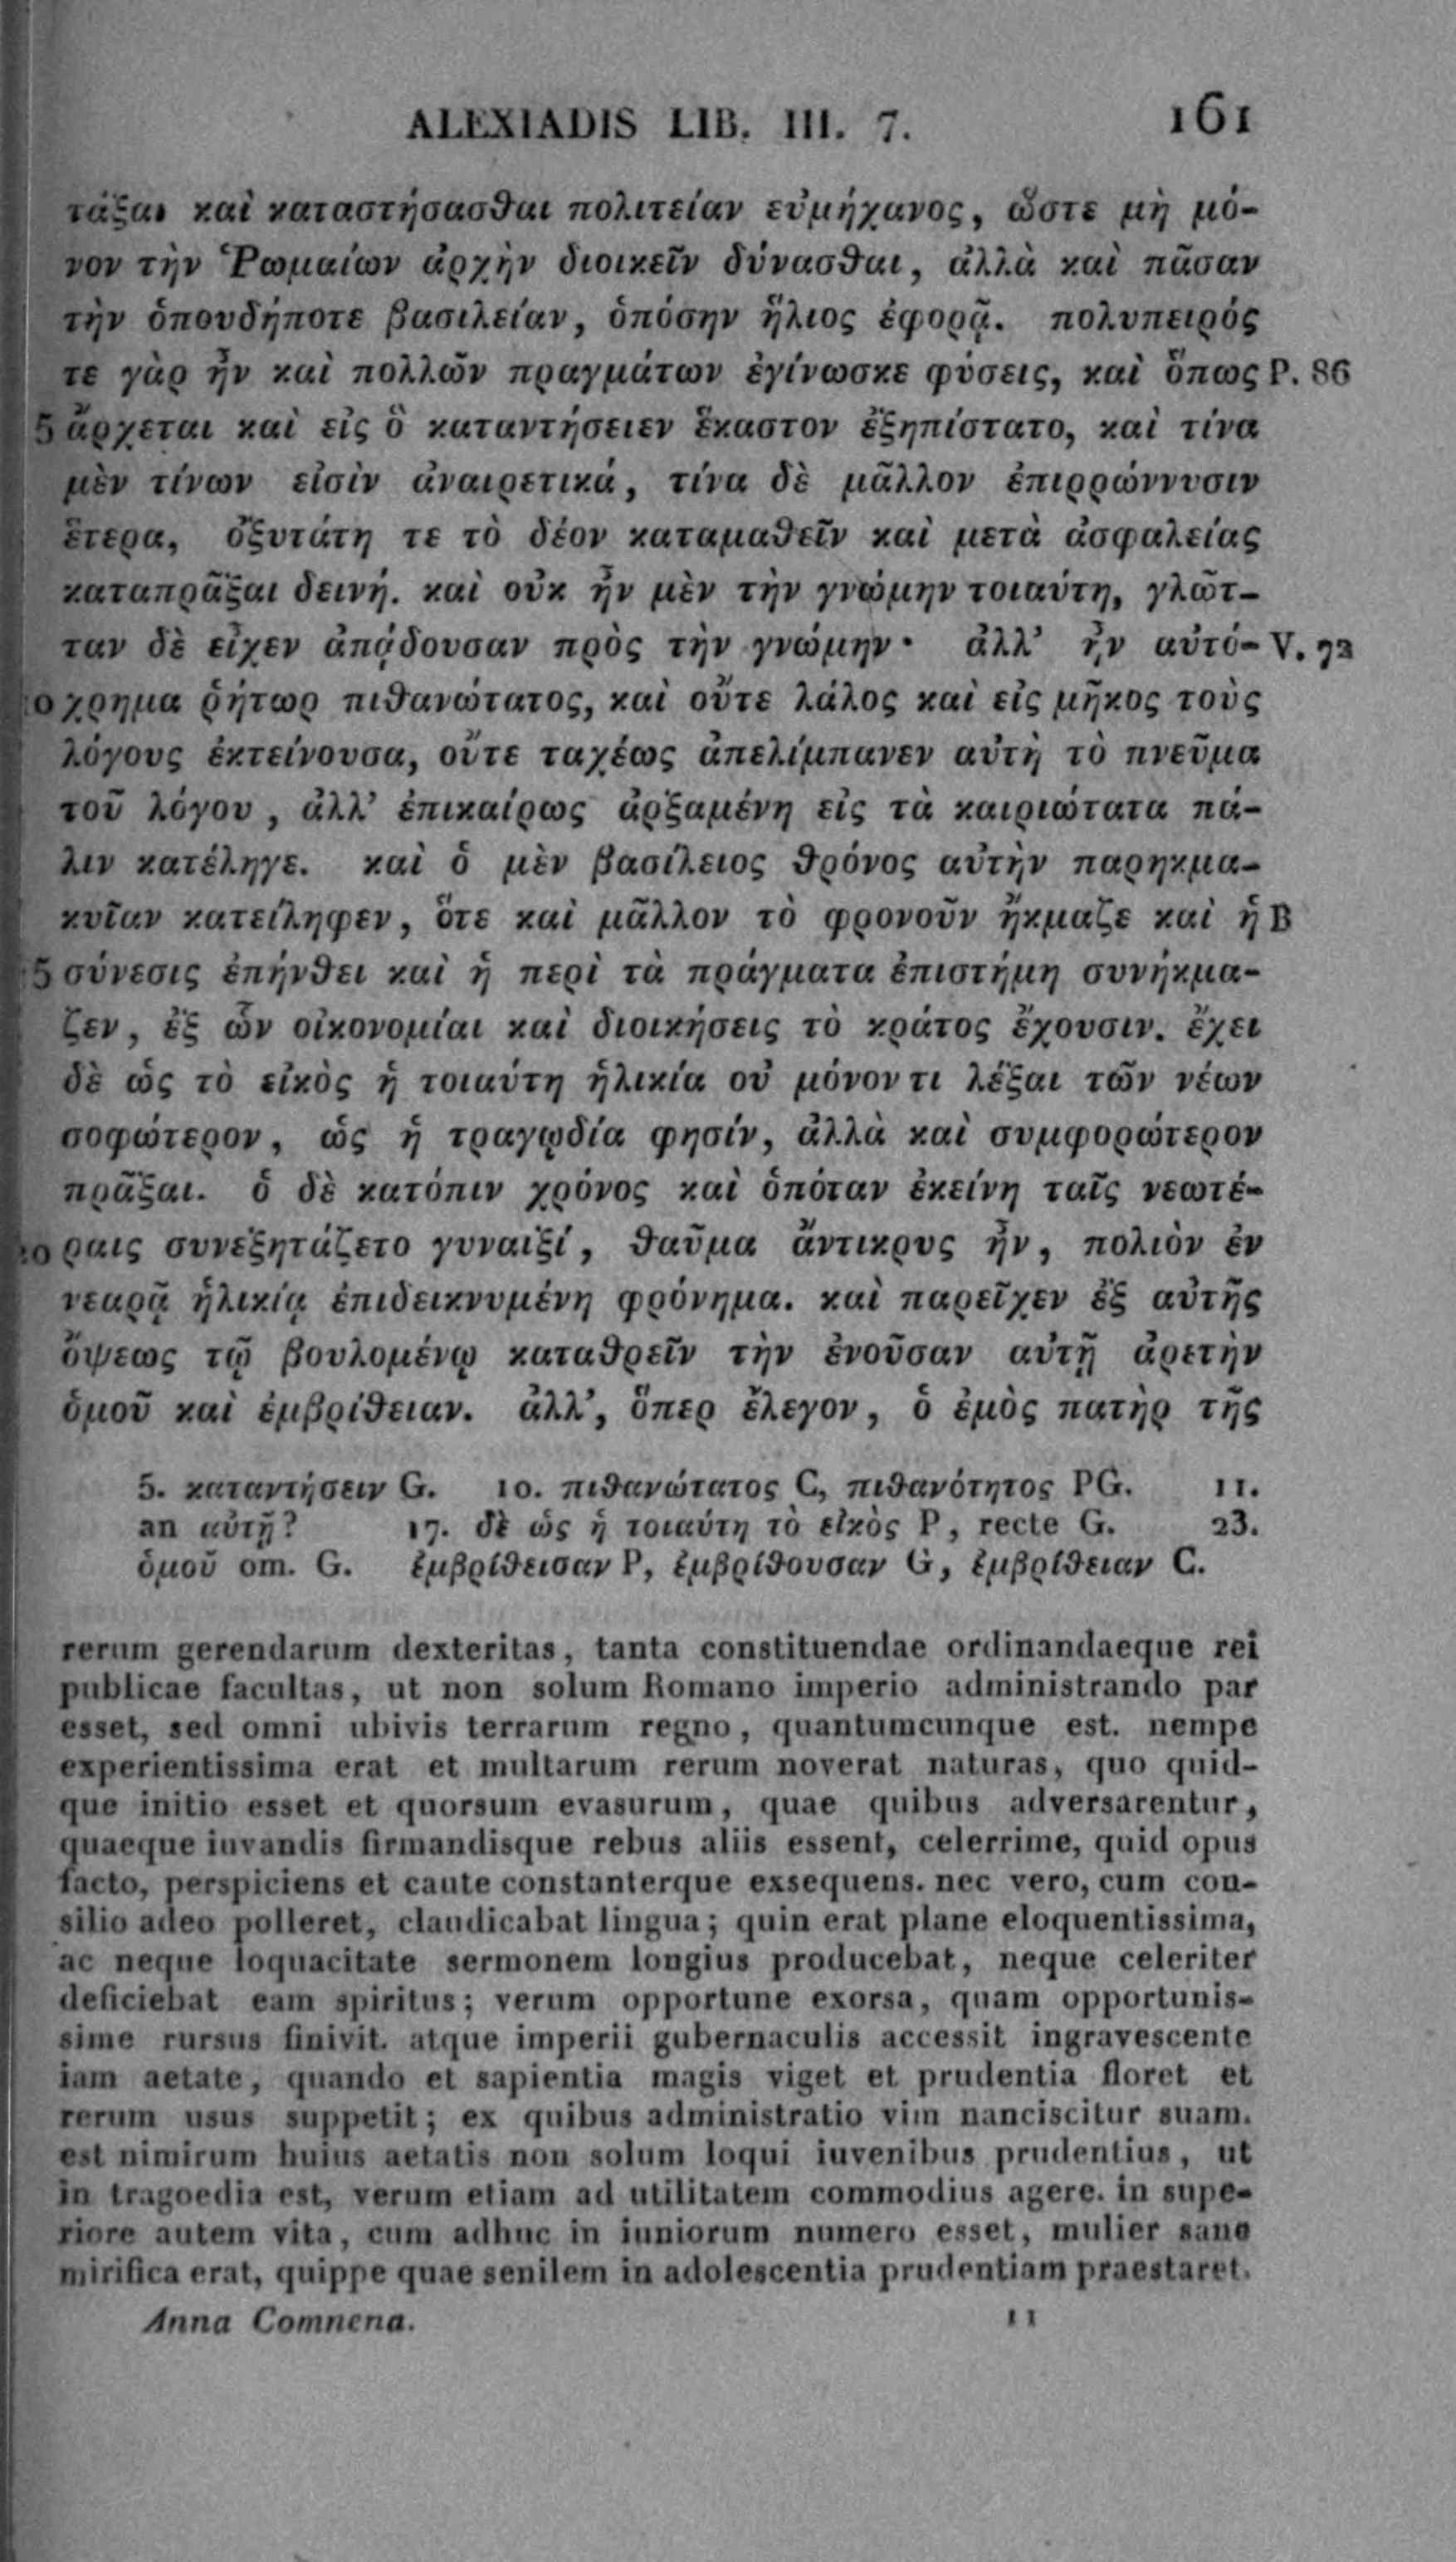 ALEXIADIS LIB. III. 7. 161
τάξαι καὶ καταστήσασθαι πολιτείαν εὐμήχανος, ὥστε μὴ μό-
νον τὴν Ῥωμαίων ἀρχὴν διοικεῖν δύνασθαι, ἀλλὰ καὶ πᾶσαν
τὴν ὁπουδήποτε βασιλείαν, ὁπόσην ἥλιος ἐφορᾷ. πολυπειρός
τε γὰρ ἦν καὶ πολλῶν πραγμάτων ἐγίνωσκε φύσεις, καὶ ὅπως P. 86
5 ἄρχεται καὶ εἰς ὃ καταντήσειεν ἕκαστον ἐξηπίστατο, καὶ τίνα
μὲν τίνων εἰσὶν ἀναιρετικά, τίνα δὲ μᾶλλον ἐπιρρώννυσιν
ἕτερα, ὀξυτάτη τε τὸ δέον καταμαθεῖν καὶ μετὰ ἀσφαλείας
καταπρᾶξαι δεινή. καὶ οὐκ ἦν μὲν τὴν γνώμην τοιαύτη, γλῶτ-
ταν δὲ εἶχεν ἀπᾴδουσαν πρὸς τὴν γνώμην· ἀλλ’ ἦν αὐτό- V. 72
10 χρημα ῥήτωρ πιθανώτατος, καὶ οὔτε λάλος καὶ εἰς μῆκος τοὺς
λόγους ἐκτείνουσα, οὔτε ταχέως ἀπελίμπανεν αὐτὴ τὸ πνεῦμα
τοῦ λόγου, ἀλλ’ ἐπικαίρως ἀρξαμένη εἰς τὰ καιριώτατα πά-
λιν κατέληγε. καὶ ὁ μὲν βασίλειος θρόνος αὐτὴν παρηκμα-
κυῖαν κατείληφεν, ὅτε καὶ μᾶλλον τὸ φρονοῦν ἤκμαζε καὶ ἡ B
15 σύνεσις ἐπήνθει καὶ ἡ περὶ τὰ πράγματα ἐπιστήμη συνήκμα-
ζεν, ἐξ ὧν οἰκονομίαι καὶ διοικήσεις τὸ κράτος ἔχουσιν. ἔχει
δὲ ὡς τὸ εἰκὸς ἡ τοιαύτη ἡλικία οὐ μόνον τι λέξαι τῶν νέων
σοφώτερον, ὡς ἡ τραγῳδία φησίν, ἀλλὰ καὶ συμφορώτερον
πρᾶξαι. ὁ δὲ κατόπιν χρόνος καὶ ὁπόταν ἐκείνη ταῖς νεωτέ-
20 ραις συνεξητάζετο γυναιξί, θαῦμα ἄντικρυς ἦν, πολιὸν ἐν
νεαρᾷ ἡλικίᾳ ἐπιδεικνυμένη φρόνημα. καὶ παρεῖχεν ἐξ αὐτῆς
ὄψεως τῷ βουλομένῳ καταθρεῖν τὴν ἐνοῦσαν αὐτῇ ἀρετὴν
ὁμοῦ καὶ ἐμβρίθειαν. ἀλλ’, ὅπερ ἔλεγον, ὁ ἐμὸς πατὴρ τῆς
5. καταντήσειν G. 10. πιθανώτατος C, πιθανότητος PG. 11.
an αὐτῇ? 17. δὲ ὡς ἡ τοιαύτη τὸ εἰκὸς P, recte G. 23.
ὁμοῦ om. G. ἐμβρίθεισαν P, ἐμβρίθουσαν G, ἐμβρίθειαν C.
rerum gerendarum dexteritas, tanta constituendae ordinandaeque rei
publicae facultas, ut non solum Romano imperio administrando par
esset, sed omni ubivis terrarum regno, quantumcunque est. nempe
experientissima erat et multarum rerum noverat naturas, quo quid-
que initio esset et quorsum evasurum, quae quibus adversarentur,
quaeque iuvandis firmandisque rebus aliis essent, celerrime, quid opus
facto, perspiciens et caute constanterque exsequens. nec vero, cum con-
silio adeo polleret, claudicabat lingua; quin erat plane eloquentissima,
ac neque loquacitate sermonem longius producebat, neque celeriter
deficiebat eam spiritus; verum opportune exorsa, quam opportunis-
sime rursus finivit. atque imperii gubernaculis accessit ingravescente
iam aetate, quando et sapientia magis viget et prudentia floret et
rerum usus suppetit; ex quibus administratio vim nanciscitur suam.
est nimirum huius aetatis non solum loqui iuvenibus prudentius, ut
in tragoedia est, verum etiam ad utilitatem commodius agere. in supe-
riore autem vita, cum adhuc in iuniorum numero esset, mulier sane
mirifica erat, quippe quae senilem in adolescentia prudentiam praestaret.
Anna Comnena. 11